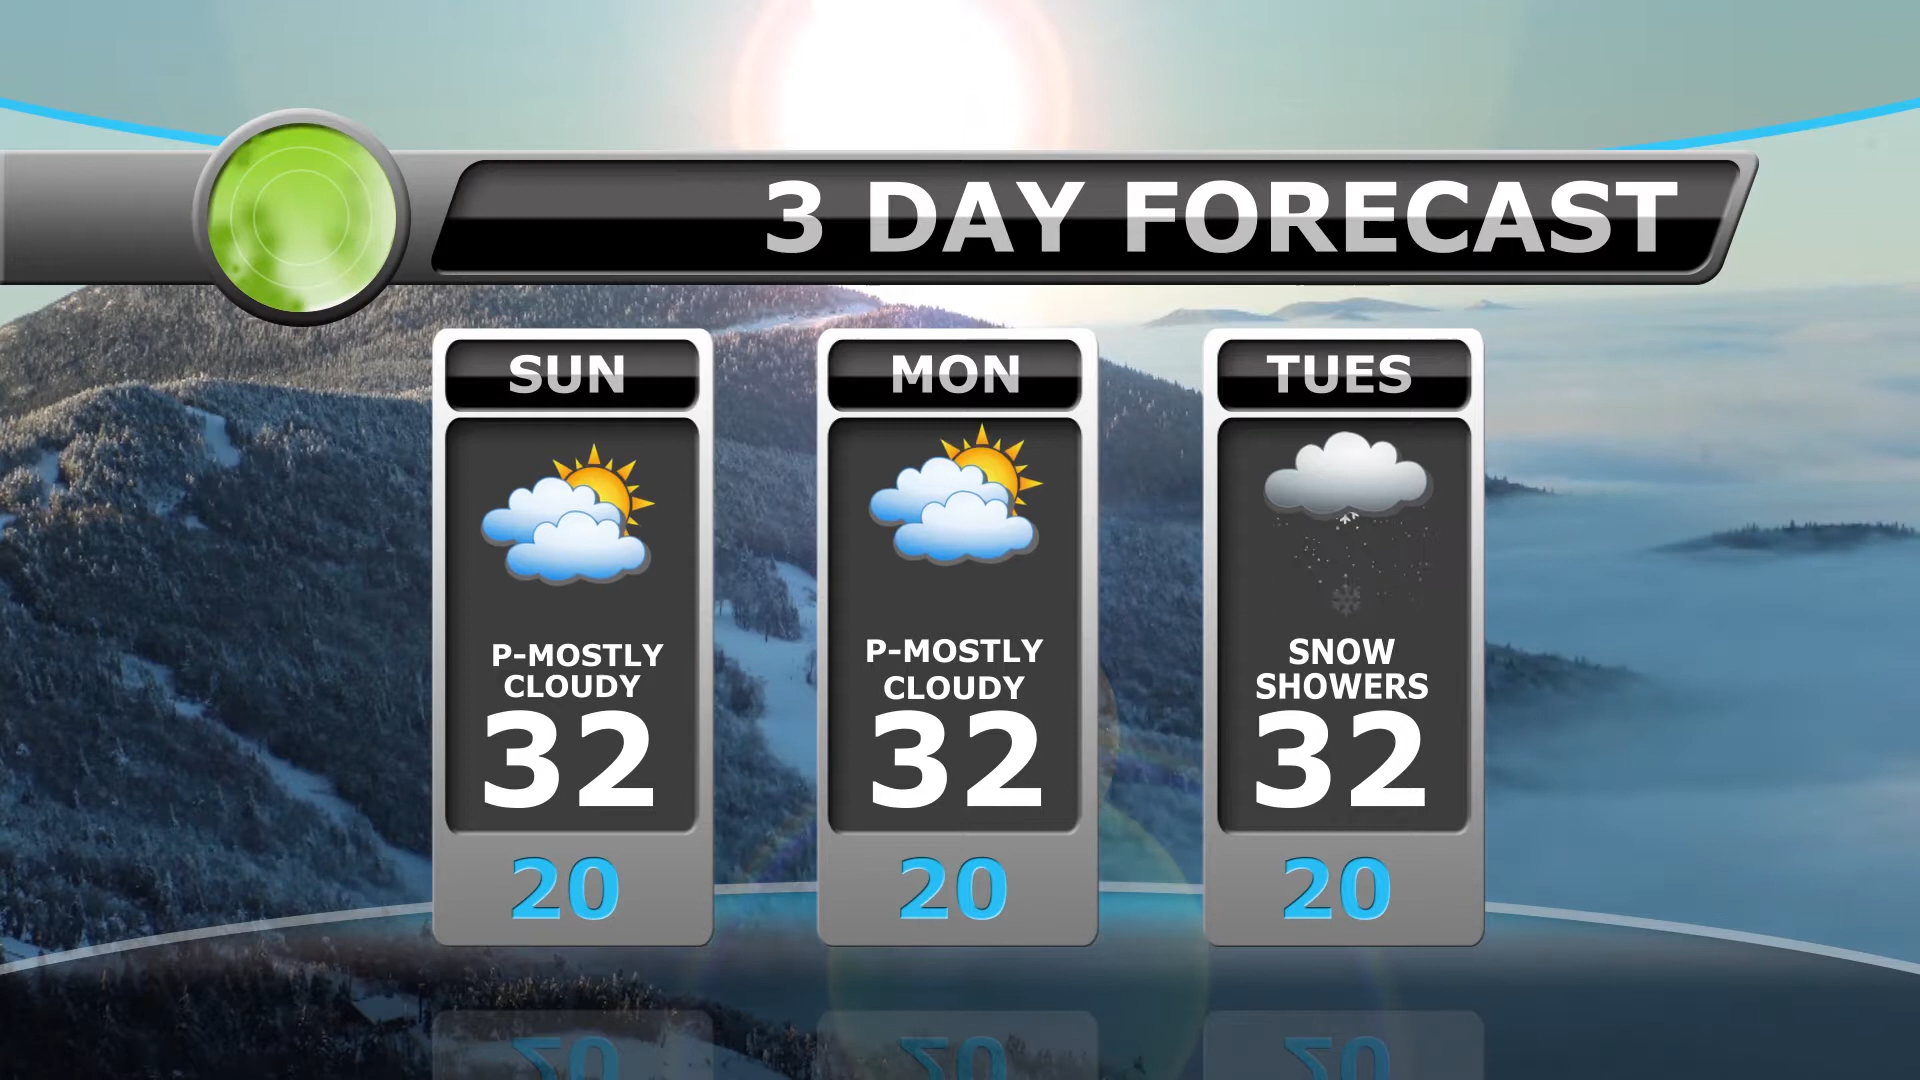 3 DAY FORECAST
SUN
P-MOSTLY
CLOUDY
32
20
MON
P-MOSTLY
CLOUDY
32
20
TUES
SNOW
SHOWERS
32
20